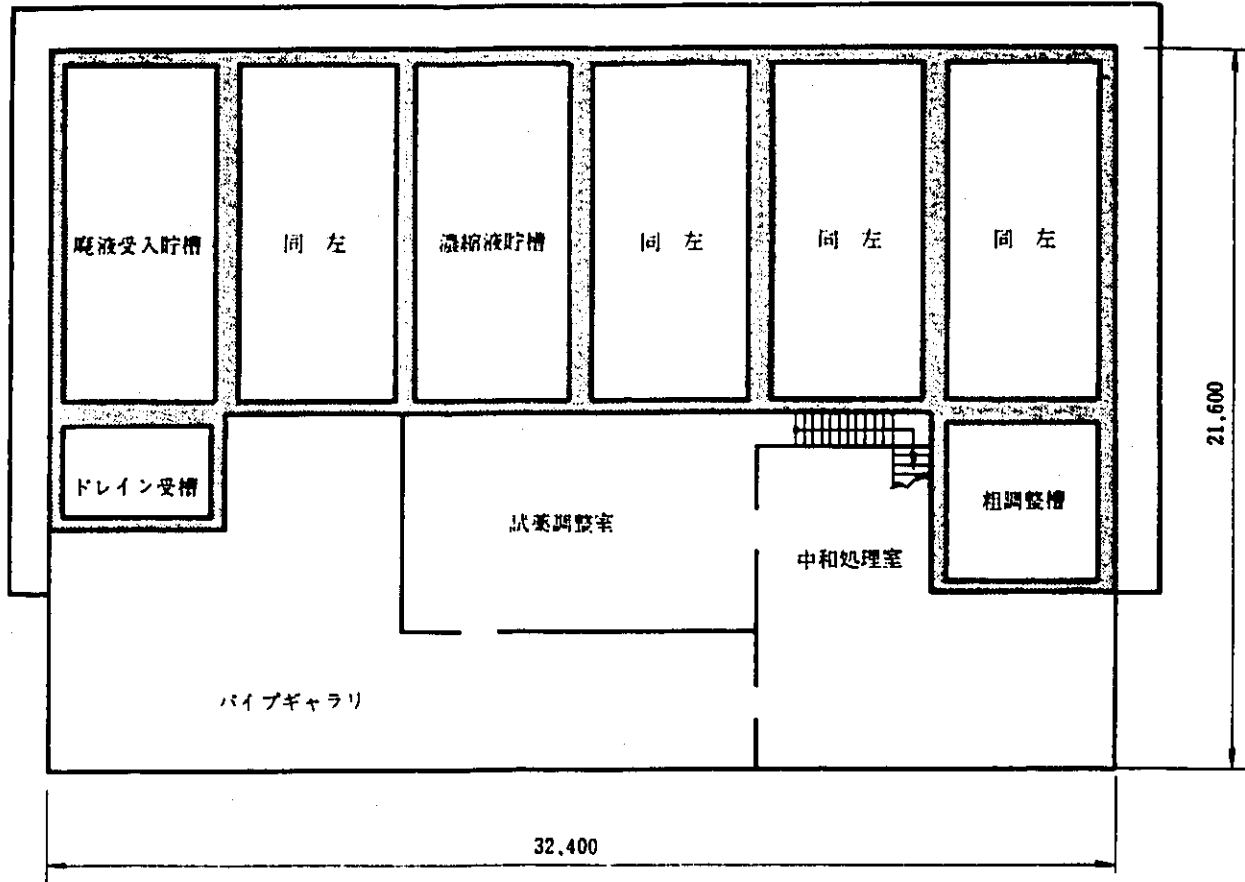 廃液受入貯槽
同 左
濃縮液貯槽
同 左
同 左
同 左
ドレイン受槽
試薬調整室
中和処理室
粗調整槽
パイプギャラリ
21,600
32,400